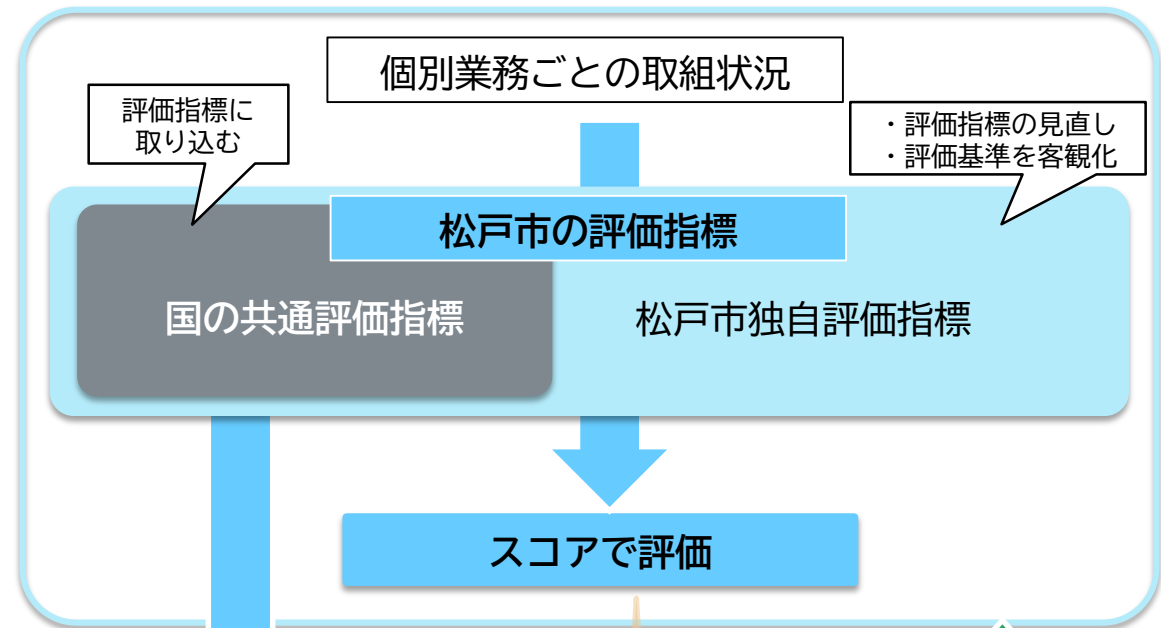 個別業務ごとの取組状況
評価指標に
取り込む
・評価指標の見直し
・評価基準を客観化
松戸市の評価指標
国の共通評価指標
松戸市独自評価指標
スコアで評価